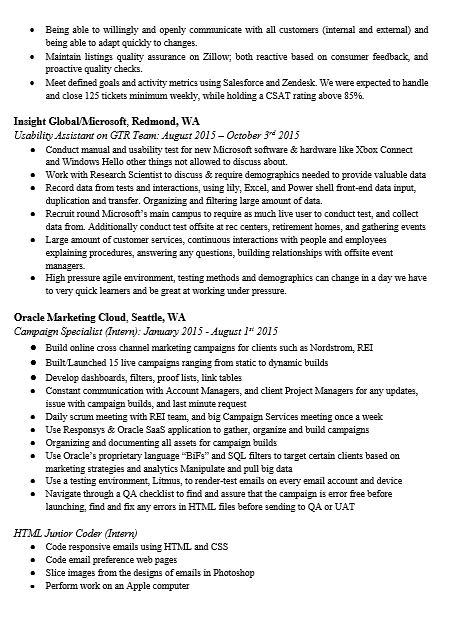 ● Being able to willingly and openly communicate with all customers (internal and external) and
being able to adapt quickly to changes.
● Maintain listings quality assurance on Zillow; both reactive based on consumer feedback, and
proactive quality checks.
● Meet defined goals and activity metrics using Salesforce and Zendesk. We were expected to handle
and close 125 tickets minimum weekly, while holding a CSAT rating above 85%.
Insight Global/Microsoft, Redmond, WA
Usability Assistant on GTR Team: August 2015 – October 3rd 2015
● Conduct manual and usability test for new Microsoft software & hardware like Xbox Connect
and Windows Hello other things not allowed to discuss about.
● Work with Research Scientist to discuss & require demographics needed to provide valuable data
● Record data from tests and interactions, using lily, Excel, and Power shell front-end data input,
duplication and transfer. Organizing and filtering large amount of data.
● Recruit round Microsoft's main campus to require as much live user to conduct test, and collect
data from. Additionally conduct test offsite at rec centers, retirement homes, and gathering events
● Large amount of customer services, continuous interactions with people and employees
explaining procedures, answering any questions, building relationships with offsite event
managers.
● High pressure agile environment, testing methods and demographics can change in a day we have
to very quick learners and be great at working under pressure.
Oracle Marketing Cloud, Seattle, WA
Campaign Specialist (Intern): January 2015 - August 1st 2015
● Build online cross channel marketing campaigns for clients such as Nordstrom, REI
● Built/Launched 15 live campaigns ranging from static to dynamic builds
● Develop dashboards, filters, proof lists, link tables
● Constant communication with Account Managers, and client Project Managers for any updates,
issue with campaign builds, and last minute request
● Daily scrum meeting with REI team, and big Campaign Services meeting once a week
● Use Responsys & Oracle SaaS application to gather, organize and build campaigns
● Organizing and documenting all assets for campaign builds
● Use Oracle's proprietary language “BiFs” and SQL filters to target certain clients based on
marketing strategies and analytics Manipulate and pull big data
● Use a testing environment, Litmus, to render-test emails on every email account and device
● Navigate through a QA checklist to find and assure that the campaign is error free before
launching, find and fix any errors in HTML files before sending to QA or UAT
HTML Junior Coder (Intern)
● Code responsive emails using HTML and CSS
● Code email preference web pages
● Slice images from the designs of emails in Photoshop
● Perform work on an Apple computer